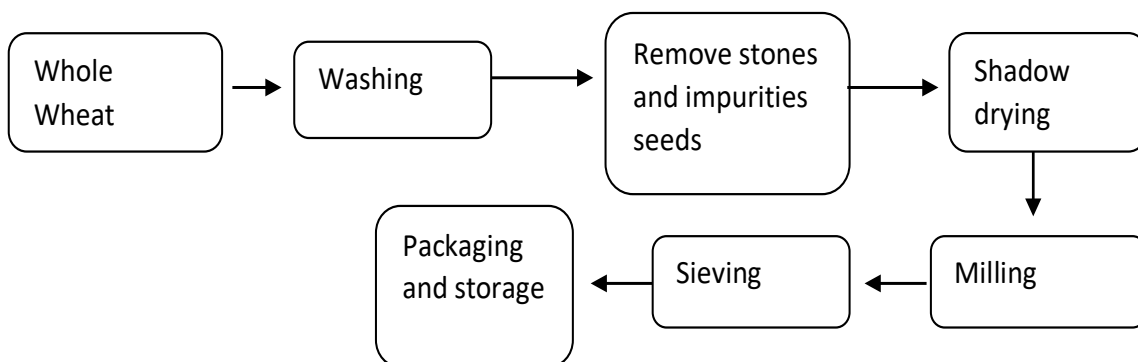 Whole
Wheat
Washing
Remove stones
and impurities
seeds
Shadow
drying
Milling
Sieving
Packaging
and storage